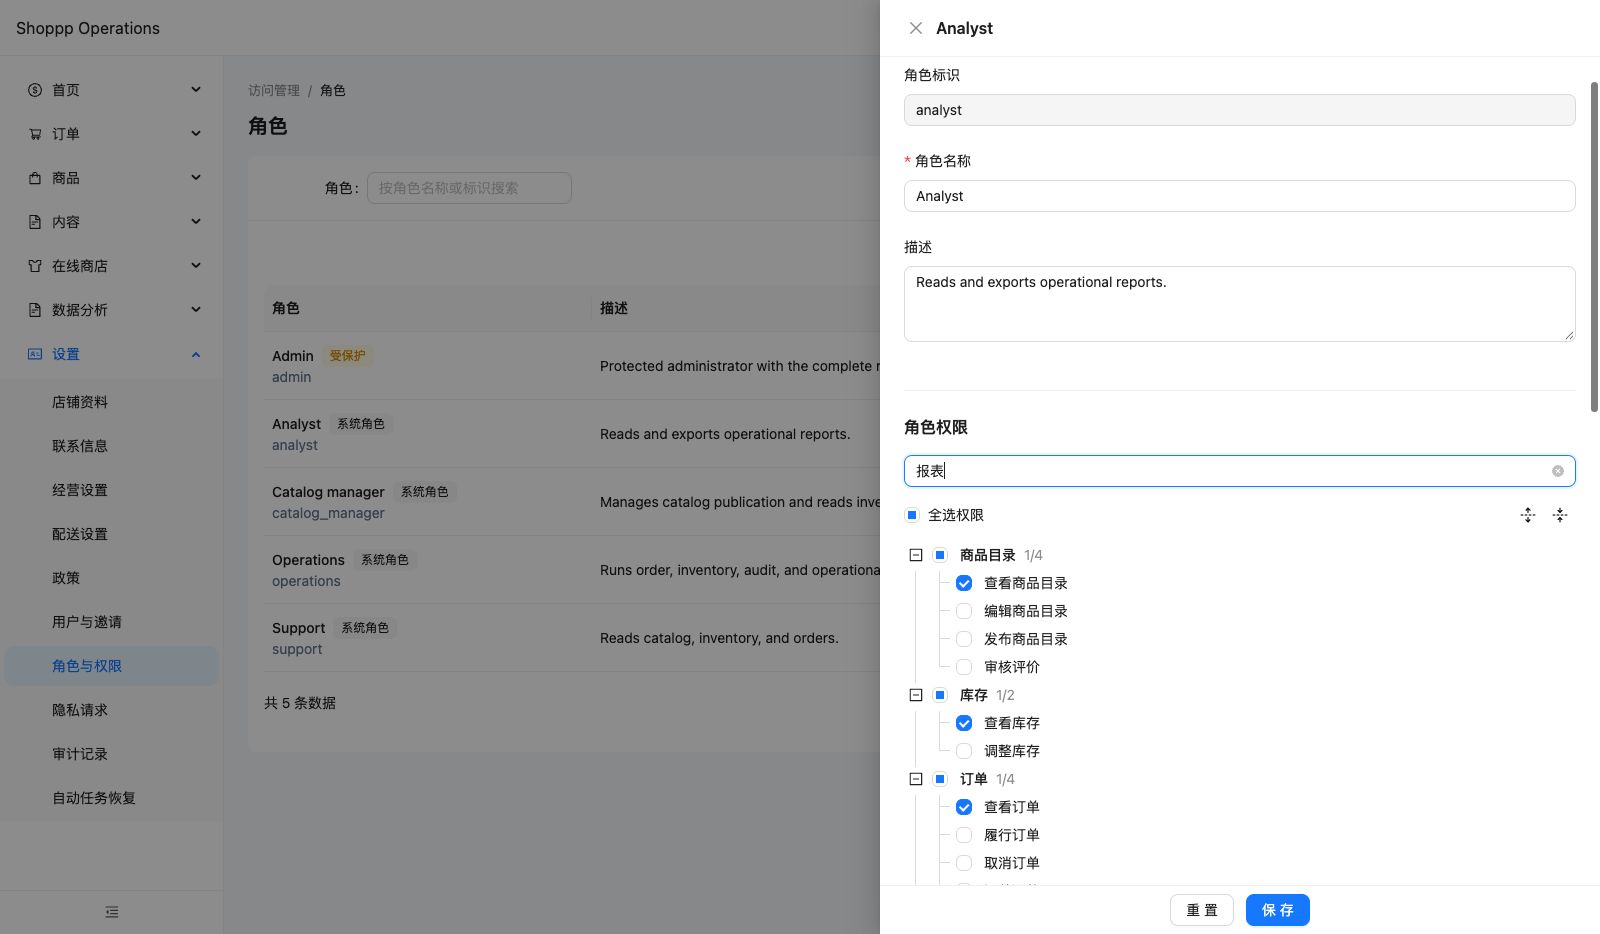 Shoppp Operations
首页
订单
商品
内容
在线商店
数据分析
设置
店铺资料
联系信息
经营设置
配送设置
政策
用户与邀请
角色与权限
隐私请求
审计记录
自动任务恢复
访问管理 / 角色
角色
角色： 按角色名称或标识搜索
角色 描述
Admin 受保护
admin
Protected administrator with the complete
Analyst 系统角色
analyst
Reads and exports operational reports.
Catalog manager 系统角色
catalog_manager
Manages catalog publication and reads
Operations 系统角色
operations
Runs order, inventory, audit, and
Support 系统角色
support
Reads catalog, inventory, and orders.
共 5 条数据
Analyst
角色标识
analyst
* 角色名称
Analyst
描述
Reads and exports operational reports.
角色权限
报表
全选权限
商品目录 1/4
查看商品目录
编辑商品目录
发布商品目录
审核评价
库存 1/2
查看库存
调整库存
订单 1/4
查看订单
履行订单
取消订单
重 置
保 存